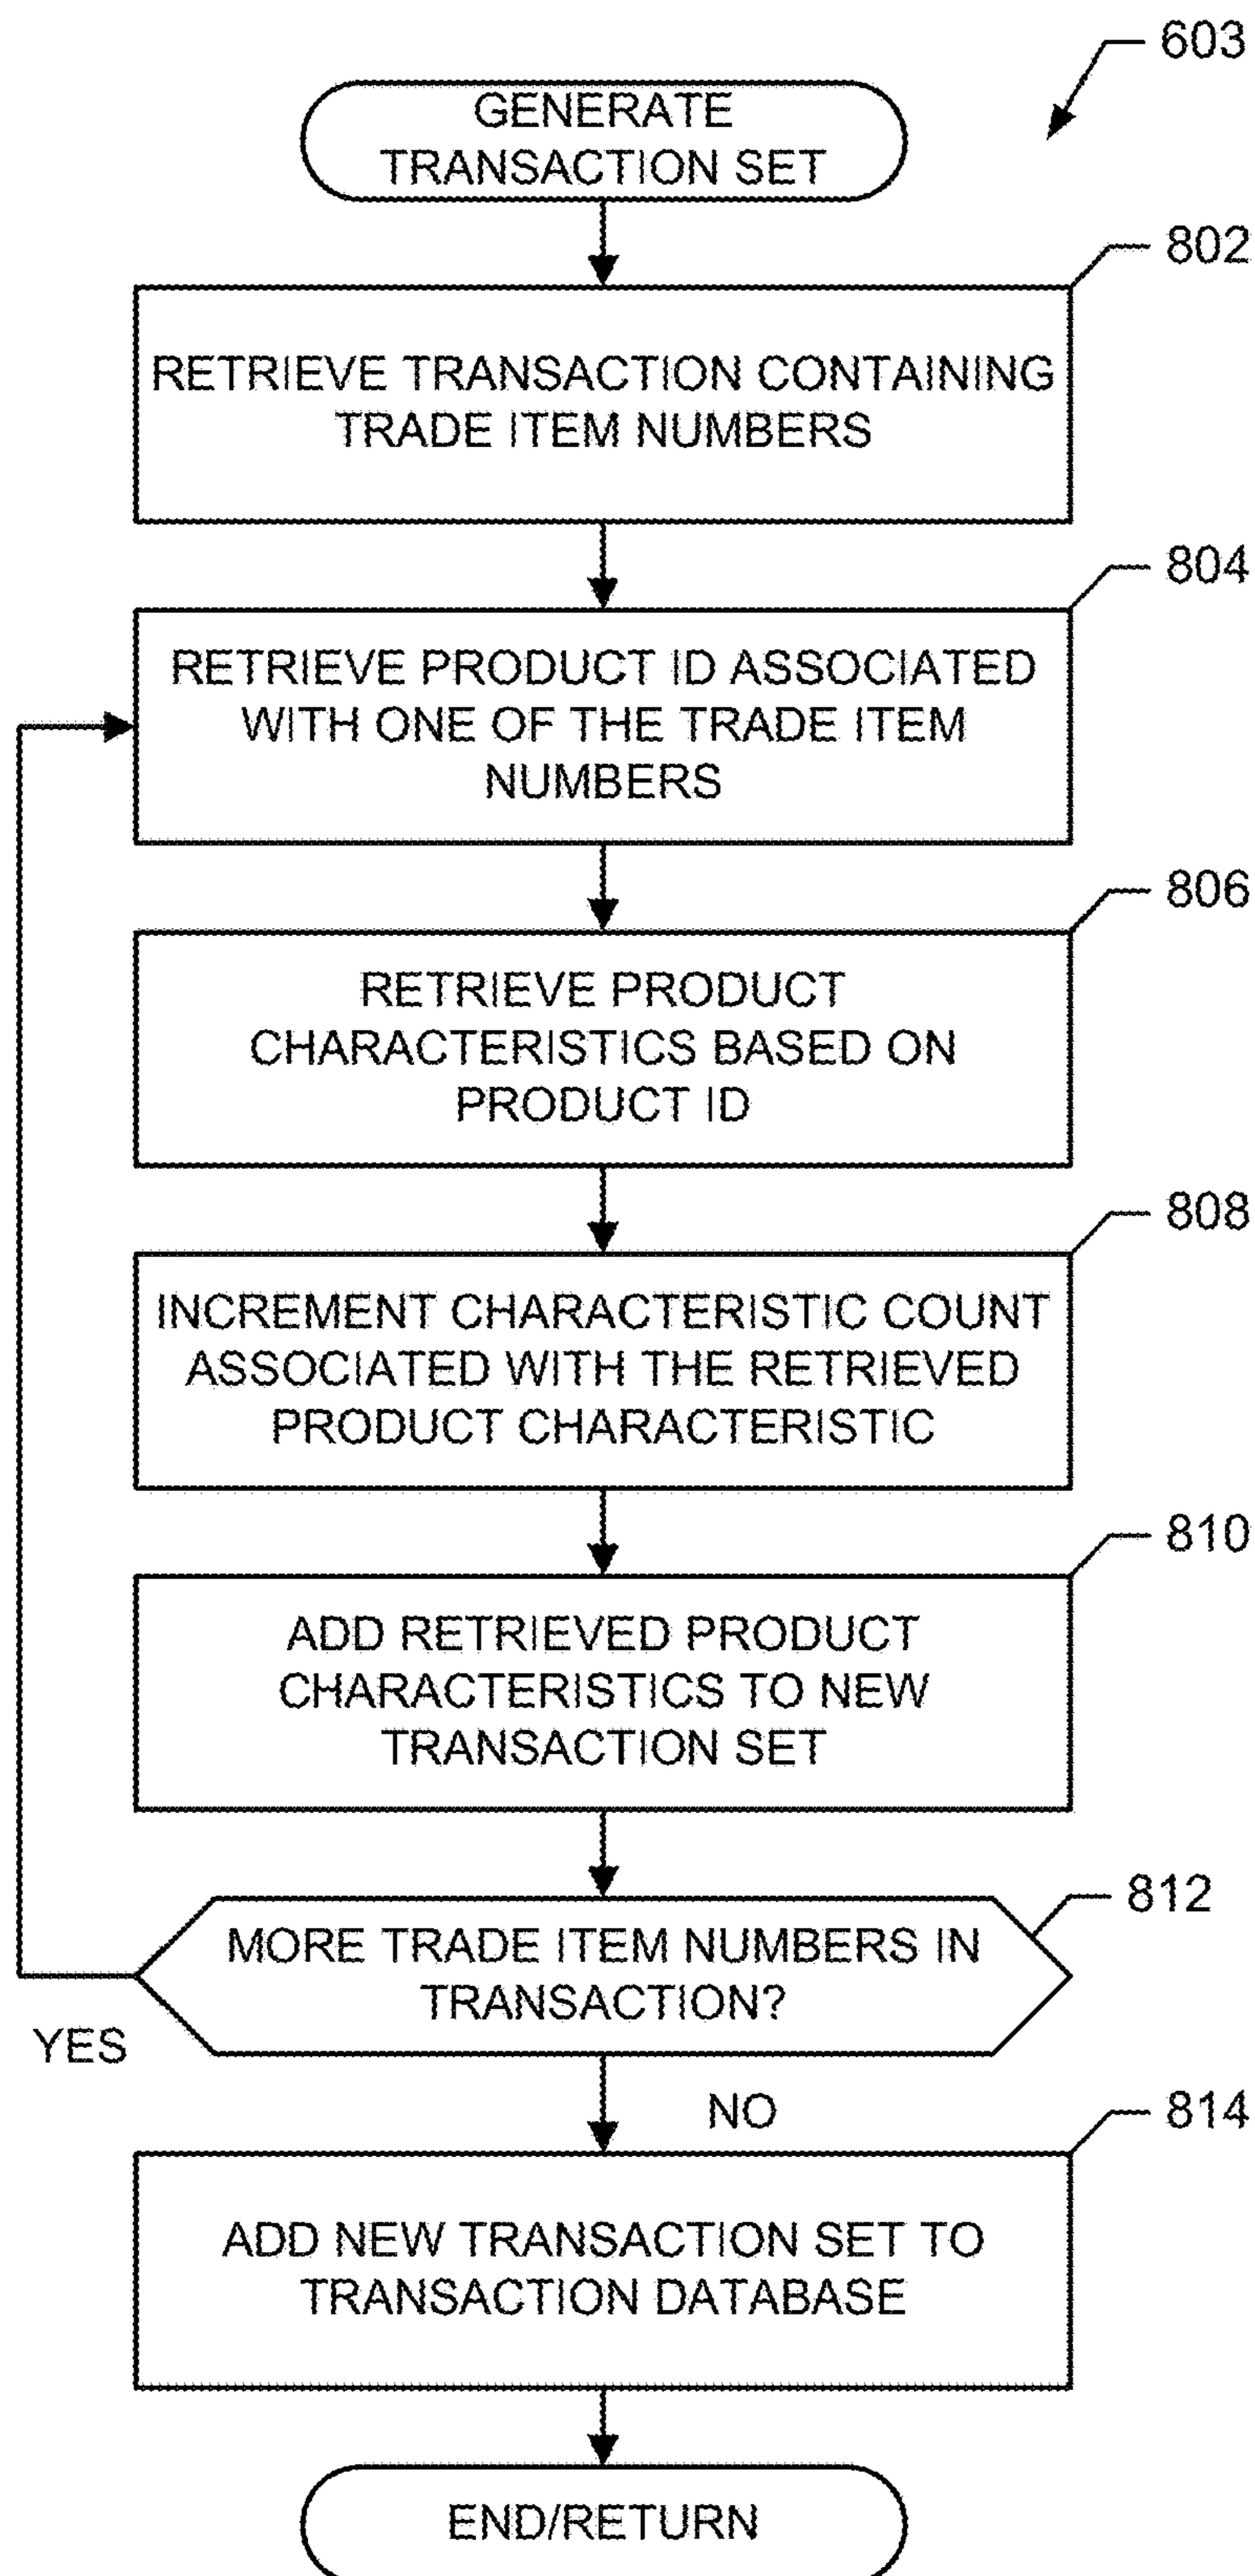 603
GENERATE
TRANSACTION SET
802
RETRIEVE TRANSACTION CONTAINING
TRADE ITEM NUMBERS
804
RETRIEVE PRODUCT ID ASSOCIATED
WITH ONE OF THE TRADE ITEM
NUMBERS
806
RETRIEVE PRODUCT
CHARACTERISTICS BASED ON
PRODUCT ID
808
INCREMENT CHARACTERISTIC COUNT
ASSOCIATED WITH THE RETRIEVED
PRODUCT CHARACTERISTIC
810
ADD RETRIEVED PRODUCT
CHARACTERISTICS TO NEW
TRANSACTION SET
812
MORE TRADE ITEM NUMBERS IN
TRANSACTION?
YES
NO
814
ADD NEW TRANSACTION SET TO
TRANSACTION DATABASE
END/RETURN